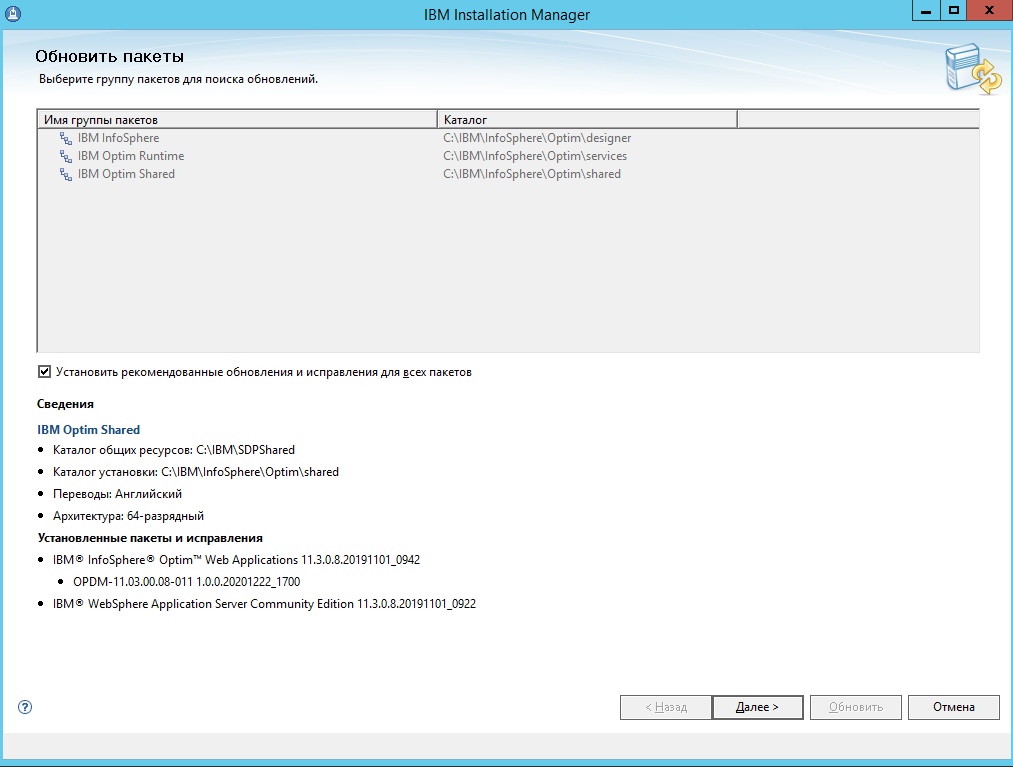 IBM Installation Manager
Обновить пакеты
Выберите группу пакетов для поиска обновлений.
Имя группы пакетов Каталог
IBM InfoSphere C:\IBM\InfoSphere\Optim\designer
IBM Optim Runtime C:\IBM\InfoSphere\Optim\services
IBM Optim Shared C:\IBM\InfoSphere\Optim\shared
Установить рекомендованные обновления и исправления для всех пакетов
Сведения
IBM Optim Shared
• Каталог общих ресурсов: C:\IBM\SDPShared
• Каталог установки: C:\IBM\InfoSphere\Optim\shared
• Переводы: Английский
• Архитектура: 64-разрядный
Установленные пакеты и исправления
• IBM® InfoSphere® Optim™ Web Applications 11.3.0.8.20191101_0942
• OPDM-11.03.00.08-011 1.0.0.20201222_1700
• IBM® WebSphere Application Server Community Edition 11.3.0.8.20191101_0922
? < Назад Далее > Обновить Отмена